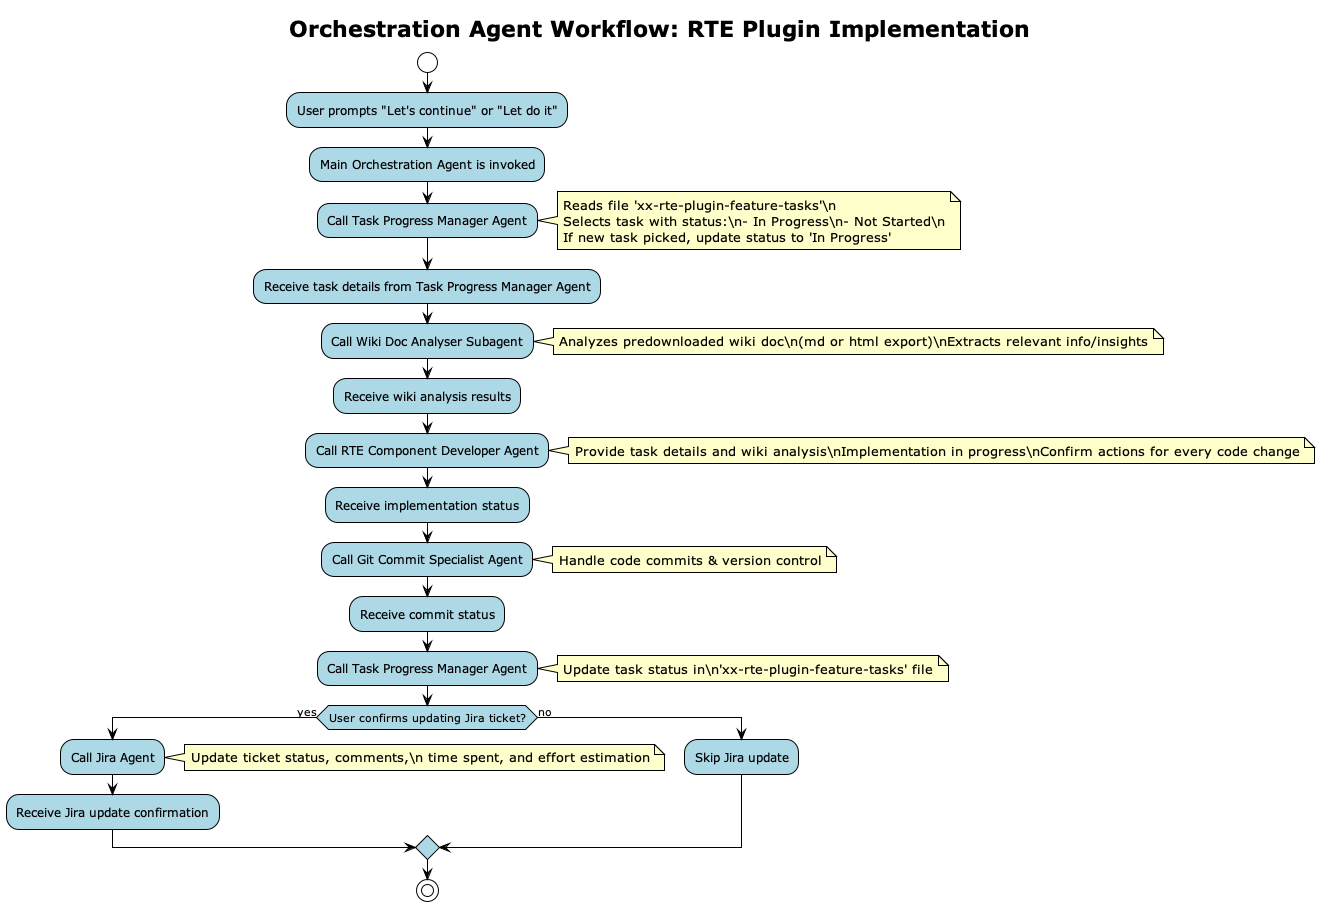 Orchestration Agent Workflow: RTE Plugin Implementation
User prompts "Let's continue" or "Let do it"
Main Orchestration Agent is invoked
Call Task Progress Manager Agent
Reads file 'xx-rte-plugin-feature-tasks'\n
Selects task with status:\n- In Progress\n- Not Started\n
If new task picked, update status to 'In Progress'
Receive task details from Task Progress Manager Agent
Call Wiki Doc Analyser Subagent
Analyzes predownloaded wiki doc\n(md or html export)\nExtracts relevant info/insights
Receive wiki analysis results
Call RTE Component Developer Agent
Provide task details and wiki analysis\nImplementation in progress\nConfirm actions for every code change
Receive implementation status
Call Git Commit Specialist Agent
Handle code commits & version control
Receive commit status
Call Task Progress Manager Agent
Update task status in\n'xx-rte-plugin-feature-tasks' file
yes
User confirms updating Jira ticket?
no
Call Jira Agent
Update ticket status, comments,\n time spent, and effort estimation
Skip Jira update
Receive Jira update confirmation